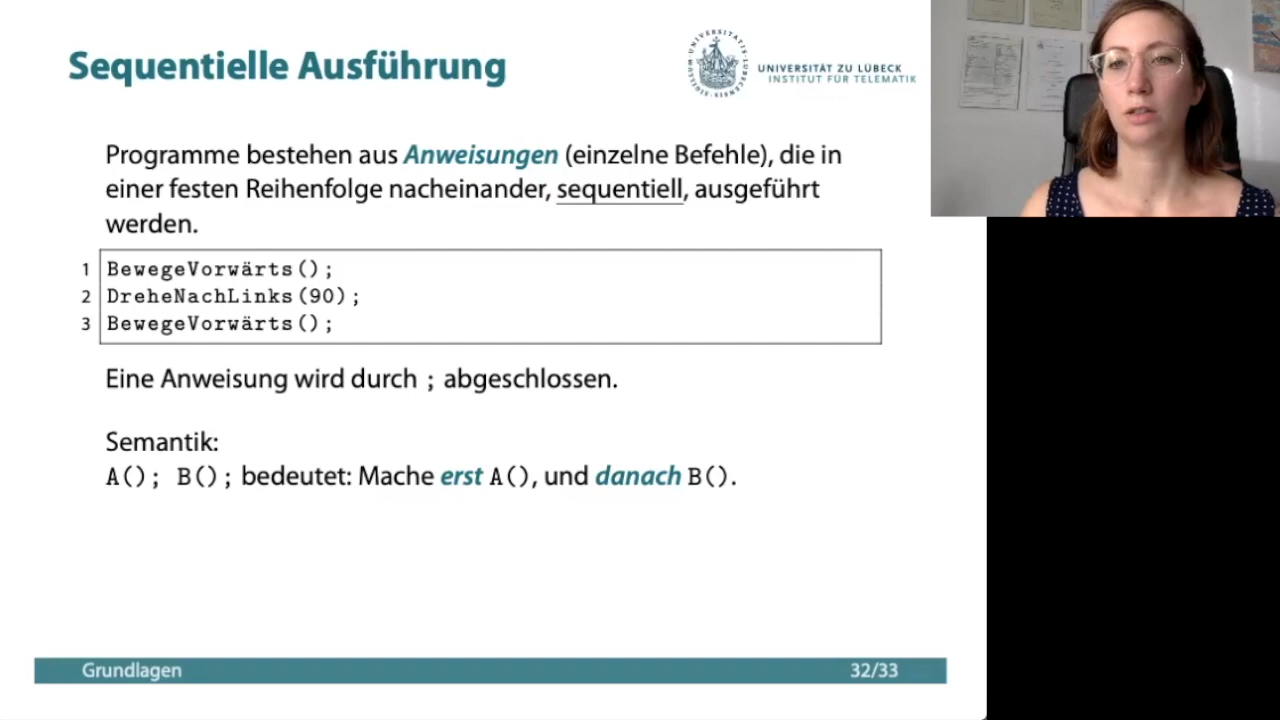 Sequentielle Ausführung
UNIVERSITÄT ZU LÜBECK
INSTITUT FÜR TELEMATIK
Programme bestehen aus Anweisungen (einzelne Befehle), die in
einer festen Reihenfolge nacheinander, sequentiell, ausgeführt
werden.
1 BewegeVorwärts();
2 DreheNachLinks(90);
3 BewegeVorwärts();
Eine Anweisung wird durch ; abgeschlossen.
Semantik:
A(); B(); bedeutet: Mache erst A(), und danach B().
Grundlagen 32/33